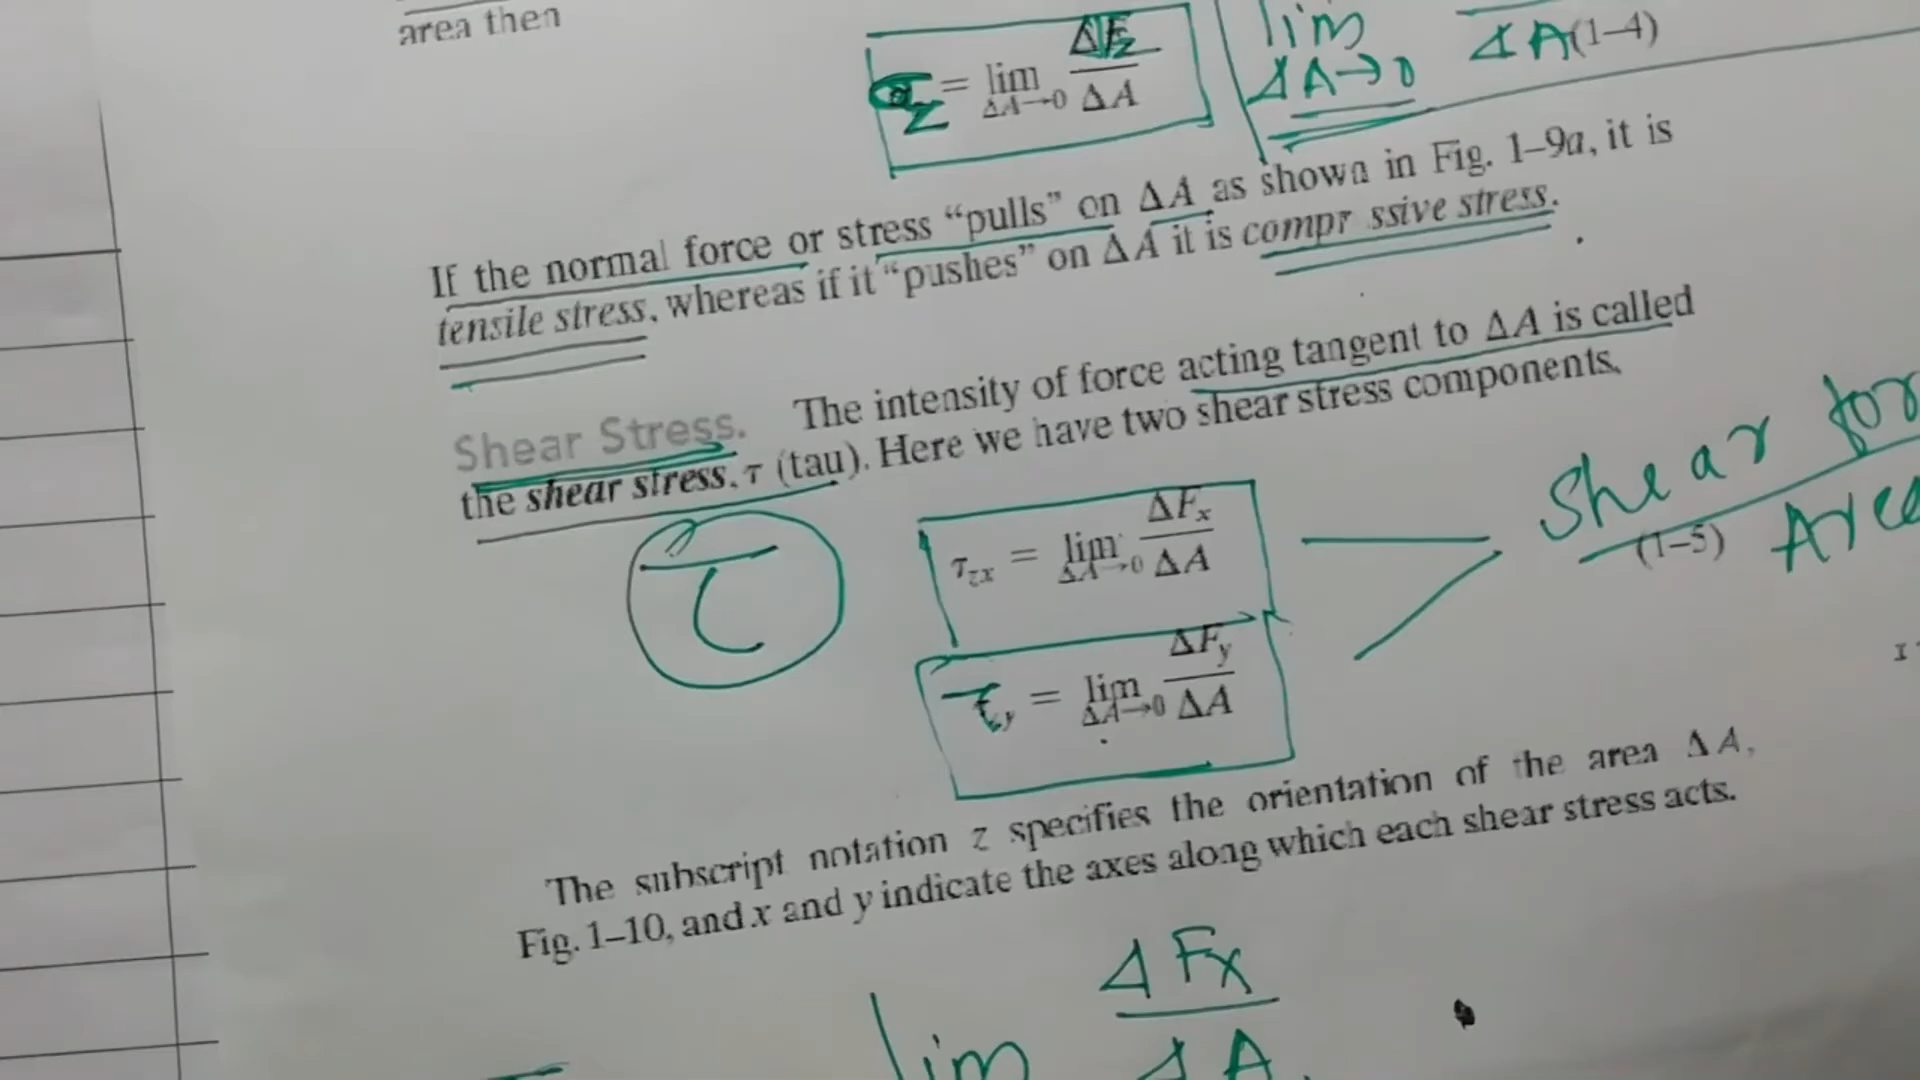 area then
σz = lim ΔA→0 ΔFz / ΔA
lim ΔA→0 ΔA (1–4)
If the normal force or stress “pulls” on ΔA as shown in Fig. 1–9a, it is
tensile stress, whereas if it “pushes” on ΔA it is compr ssive stress.
Shear Stress. The intensity of force acting tangent to ΔA is called
the shear stress, τ (tau). Here we have two shear stress components,
τ
τzx = lim ΔA→0 ΔFx / ΔA
Shear for
(1–5) Area
τzy = lim ΔA→0 ΔFy / ΔA
The subscript notation z specifies the orientation of the area ΔA,
Fig. 1–10, and x and y indicate the axes along which each shear stress acts.
lim ΔFx / ΔA